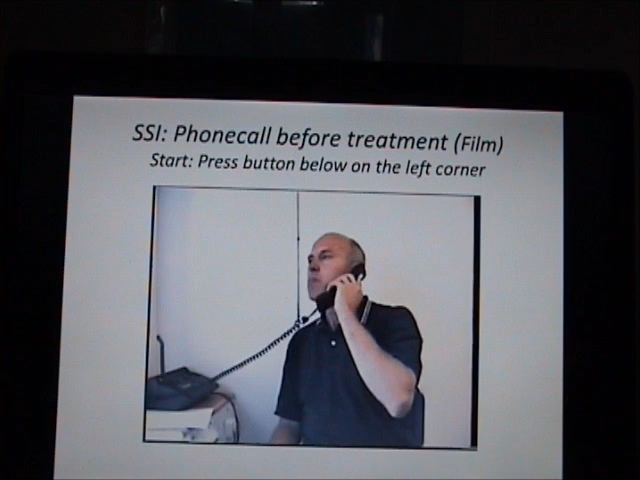 SSI: Phonecall before treatment (Film)
Start: Press button below on the left corner